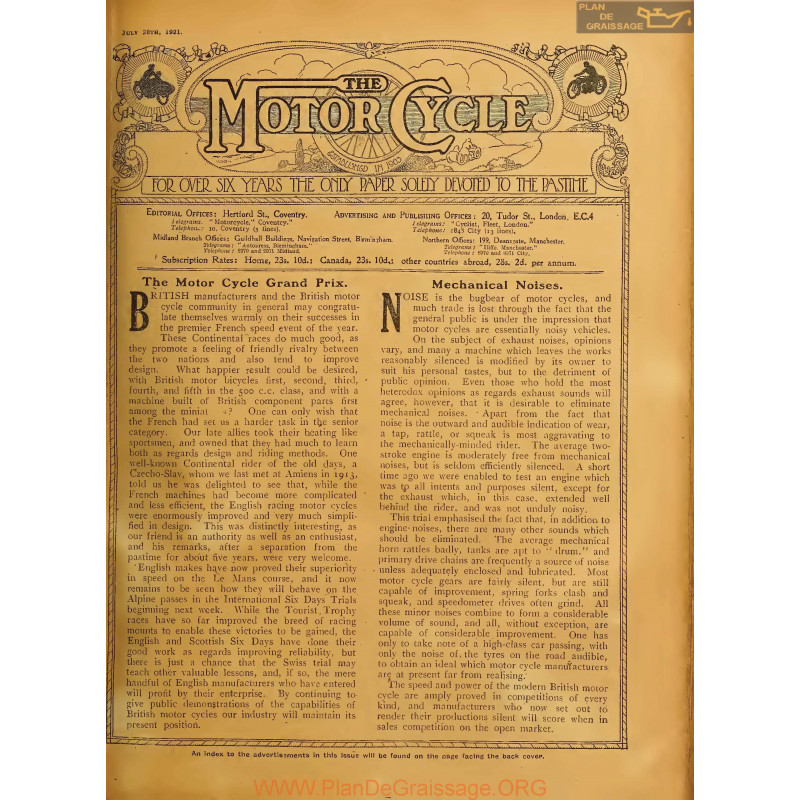 PLAN
DE
GRAISSAGE
JULY 28TH, 1921.
THE
MOTOR CYCLE
ESTABLISHED IN 1903
FOR OVER SIX YEARS THE ONLY PAPER SOLELY DEVOTED TO THE PASTIME
EDITORIAL OFFICES: Hertford St., Coventry.
Telegrams: "Motorcycle, Coventry."
Telephone: 10, Coventry (5 lines).
ADVERTISING AND PUBLISHING OFFICES: 20, Tudor St., London, E.C.4
Telegrams: "Cyclist, Fleet, London."
Telephone: 2848 City (13 lines).
Midland Branch Offices: Guildhall Buildings, Navigation Street, Birmingham.
Telegrams: "Autopress, Birmingham."
Telephone: 2970 and 2971 Midland.
Northern Offices: 199, Deansgate, Manchester.
Telegrams: "Iliffe, Manchester."
Telephone: 8970 and 8971 City.
Subscription Rates: Home, 23s. 10d.; Canada, 23s. 10d.; other countries abroad, 28s. 2d. per annum.
The Motor Cycle Grand Prix.
BRITISH manufacturers and the British motor
cycle community in general may congratu-
late themselves warmly on their successes in
the premier French speed event of the year.
These Continental races do much good, as
they promote a feeling of friendly rivalry between
the two nations and also tend to improve
design. What happier result could be desired,
with British motor bicycles first, second, third,
fourth, and fifth in the 500 c.c. class, and with a
machine built of British component parts first
among the miniat ? One can only wish that
the French had set us a harder task in the senior
category. Our late allies took their beating like
sportsmen, and owned that they had much to learn
both as regards design and riding methods. One
well-known Continental rider of the old days, a
Czecho-Slav, whom we last met at Amiens in 1913,
told us he was delighted to see that, while the
French machines had become more complicated
and less efficient, the English racing motor cycles
were enormously improved and very much simpli-
fied in design. This was distinctly interesting, as
our friend is an authority as well as an enthusiast,
and his remarks, after a separation from the
pastime for about five years, were very welcome.
English makes have now proved their superiority
in speed on the Le Mans course, and it now
remains to be seen how they will behave on the
Alpine passes in the International Six Days Trials
beginning next week. While the Tourist Trophy
races have so far improved the breed of racing
mounts to enable these victories to be gained, the
English and Scottish Six Days have done their
good work as regards improving reliability, but
there is just a chance that the Swiss trial may
teach other valuable lessons, and, if so, the mere
handful of English manufacturers who have entered
will profit by their enterprise. By continuing to
give public demonstrations of the capabilities of
British motor cycles our industry will maintain its
present position.
Mechanical Noises.
NOISE is the bugbear of motor cycles, and
much trade is lost through the fact that the
general public is under the impression that
motor cycles are essentially noisy vehicles.
On the subject of exhaust noises, opinions
vary, and many a machine which leaves the works
reasonably silenced is modified by its owner to
suit his personal tastes, but to the detriment of
public opinion. Even those who hold the most
heterodox opinions as regards exhaust sounds will
agree, however, that it is desirable to eliminate
mechanical noises. Apart from the fact that
noise is the outward and audible indication of wear,
a tap, rattle, or squeak is most aggravating to
the mechanically-minded rider. The average two-
stroke engine is moderately free from mechanical
noises, but is seldom efficiently silenced. A short
time ago we were enabled to test an engine which
was to all intents and purposes silent, except for
the exhaust which, in this case, extended well
behind the rider, and was not unduly noisy.
This trial emphasised the fact that, in addition to
engine noises, there are many other sounds which
should be eliminated. The average mechanical
horn rattles badly, tanks are apt to "drum," and
primary drive chains are frequently a source of noise
unless adequately enclosed and lubricated. Most
motor cycle gears are fairly silent, but are still
capable of improvement, spring forks clash and
squeak, and speedometer drives often grind. All
these minor noises combine to form a considerable
volume of sound, and all, without exception, are
capable of considerable improvement. One has
only to take note of a high-class car passing, with
only the noise of the tyres on the road audible,
to obtain an ideal which motor cycle manufacturers
are at present far from realising.
The speed and power of the modern British motor
cycle are amply proved in competitions of every
kind, and manufacturers who now set out to
render their productions silent will score when in
sales competition on the open market.
An index to the advertisements in this issue will be found on the page facing the back cover.
www.PlanDeGraissage.ORG